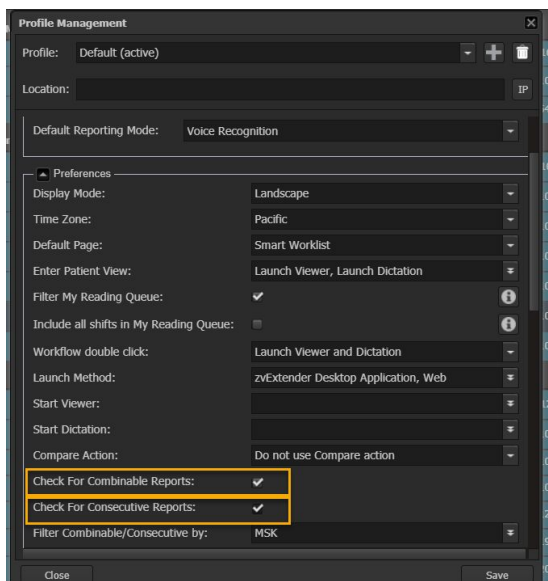 Profile Management
Profile: Default (active)
Location: IP
Default Reporting Mode: Voice Recognition
Preferences
Display Mode: Landscape
Time Zone: Pacific
Default Page: Smart Worklist
Enter Patient View: Launch Viewer, Launch Dictation
Filter My Reading Queue:
Include all shifts in My Reading Queue:
Workflow double click: Launch Viewer and Dictation
Launch Method: zvExtender Desktop Application, Web
Start Viewer:
Start Dictation:
Compare Action: Do not use Compare action
Check For Combinable Reports:
Check For Consecutive Reports:
Filter Combinable/Consecutive by: MSK
Close Save